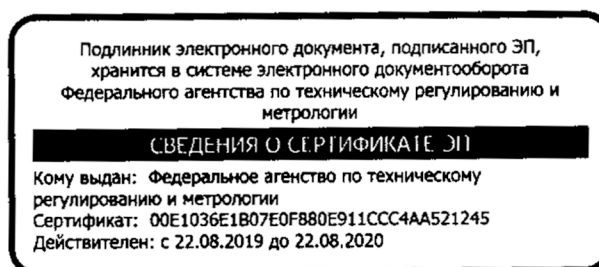 Подлинник электронного документа, подписанного ЭП,
хранится в системе электронного документооборота
Федерального агентства по техническому регулированию и
метрологии
СВЕДЕНИЯ О СЕРТИФИКАТЕ ЭП
Кому выдан: Федеральное агенство по техническому
регулированию и метрологии
Сертификат: 00E1036E1B07E0F880E911CCC4AA521245
Действителен: с 22.08.2019 до 22.08.2020